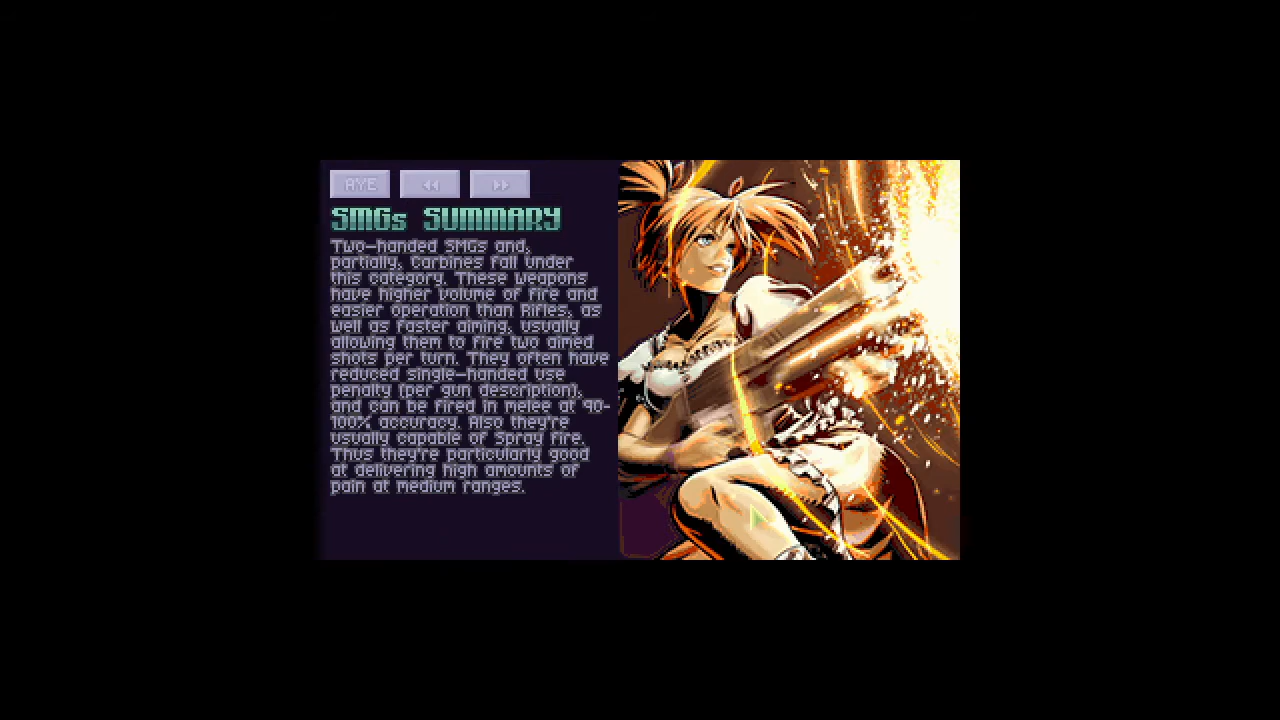 AYE
SMGs SUMMARY
Two-handed SMGs and,
partially, Carbines fall under
this category. These weapons
have higher volume of fire and
easier operation than Rifles, as
well as faster aiming, usually
allowing them to fire two aimed
shots per turn. They often have
reduced single-handed use
penalty (per gun description),
and can be fired in melee at 90-
100% accuracy. Also they're
usually capable of Spray fire.
Thus they're particularly good
at delivering high amounts of
pain at medium ranges.